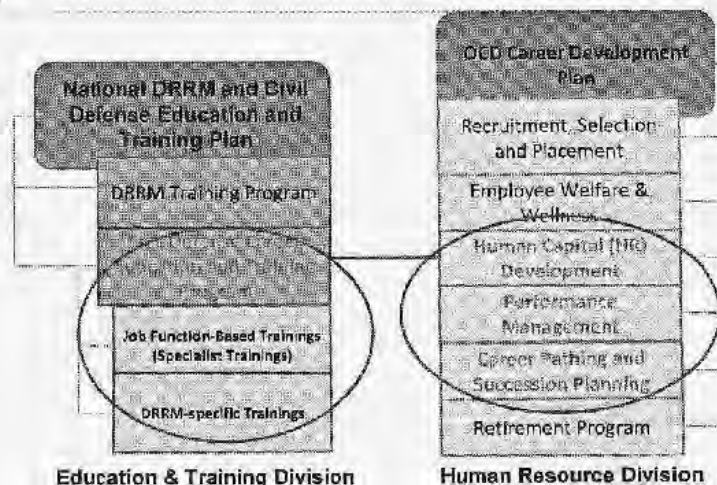 National DRRM and Civil
Defense Education and
Training Plan
DRRM Training Program
Job Function-Based Trainings
(Specialist Trainings)
DRRM-specific Trainings
Education & Training Division
OCD Career Development
Plan
Recruitment, Selection
and Placement
Employee Welfare &
Wellness
Human Capital (HR)
Development
Performance
Management
Career Pathing and
Succession Planning
Retirement Program
Human Resource Division